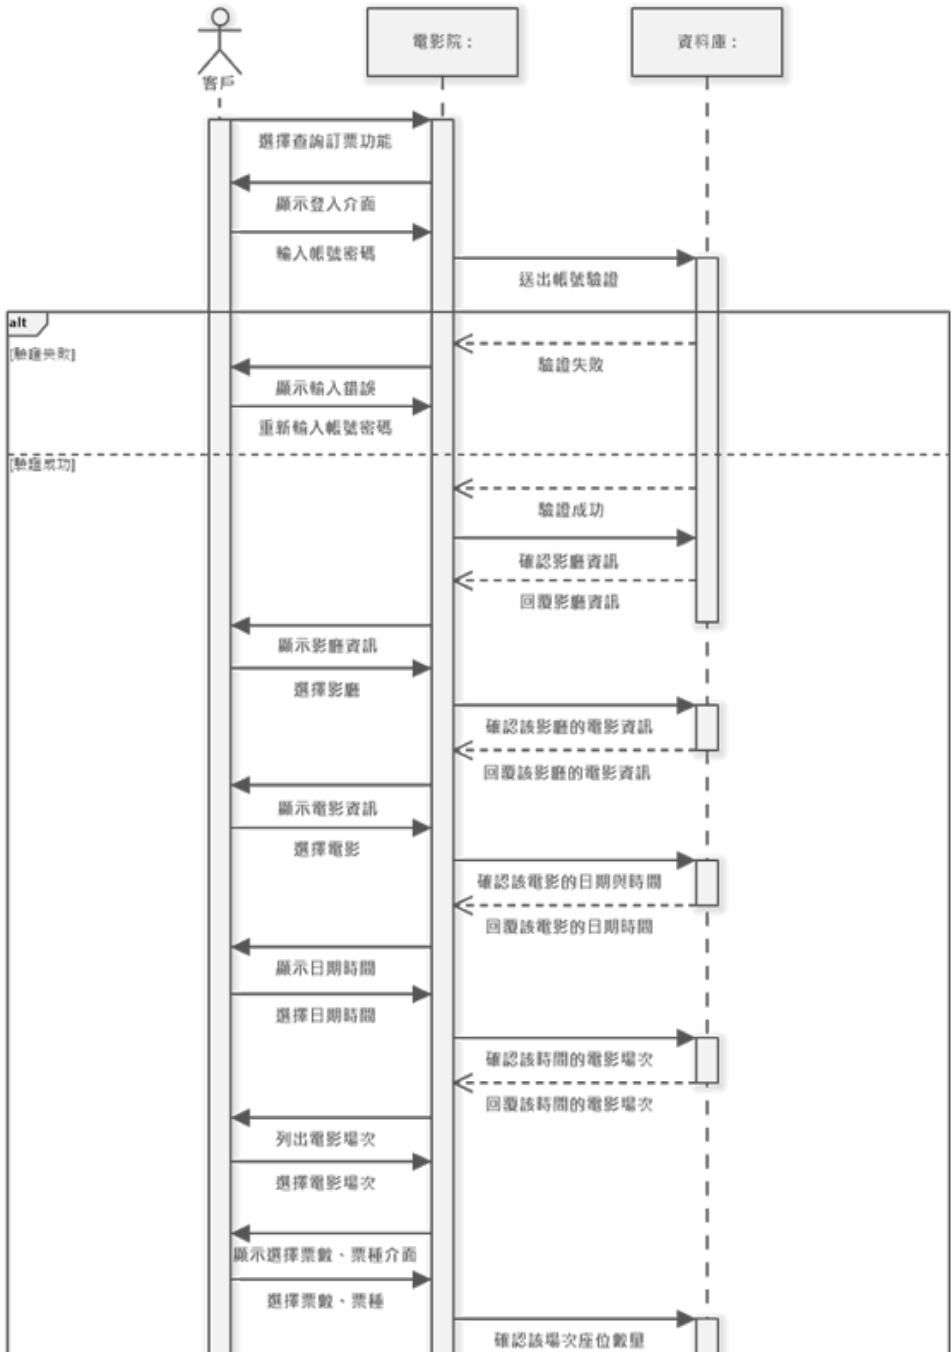 電影院：
資料庫：
客戶
選擇查詢訂票功能
顯示登入介面
輸入帳號密碼
送出帳號驗證
alt
[驗證失敗]
驗證失敗
顯示輸入錯誤
重新輸入帳號密碼
[驗證成功]
驗證成功
確認影廳資訊
回覆影廳資訊
顯示影廳資訊
選擇影廳
確認該影廳的電影資訊
回覆該影廳的電影資訊
顯示電影資訊
選擇電影
確認該電影的日期與時間
回覆該電影的日期時間
顯示日期時間
選擇日期時間
確認該時間的電影場次
回覆該時間的電影場次
列出電影場次
選擇電影場次
顯示選擇票數、票種介面
選擇票數、票種
確認該場次座位數量